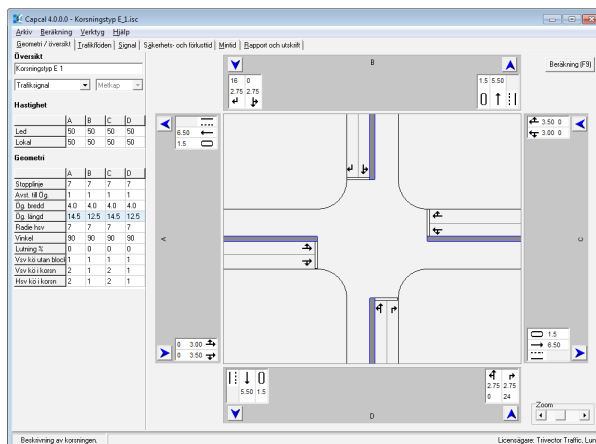 Capcal 4.0.0.0 - Korsningstyp E_1.isc
Arkiv Beräkning Verktyg Hjälp
Geometri / översikt Trafikflöden Signal Säkerhets- och förlusttid Mintid Rapport och utskrift
Översikt
Korsningstyp E 1
Trafiksignal Metkap
Hastighet
A B C D
Led 50 50 50 50
Lokal 50 50 50 50
Geometri
A B C D
Stopplinje 7 7 7 7
Avst. till Ög. 1 1 1 1
Ög. bredd 4.0 4.0 4.0 4.0
Ög. längd 14.5 12.5 14.5 12.5
Radie hsv 7 7 7 7
Vinkel 90 90 90 90
Lutning % 0 0 0 0
Vsv kö utan block 1 1 1 1
Vsv kö i korsn 2 1 2 1
Hsv kö i korsn 2 1 2 1
B
16 0
2.75 2.75
1.5 5.50
Beräkning (F9)
6.50
1.5
3.50 0
3.00 0
A
C
0 3.00
0 3.50
1.5
6.50
5.50 1.5
D
2.75 2.75
0 24
Zoom
Beskrivning av korsningen.
Licensägare: Trivector Traffic, Lun